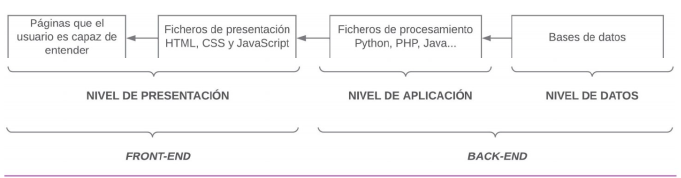 Páginas que el
usuario es capaz de
entender
Ficheros de presentación
HTML, CSS y JavaScript
Ficheros de procesamiento
Python, PHP, Java...
Bases de datos
NIVEL DE PRESENTACIÓN
NIVEL DE APLICACIÓN
NIVEL DE DATOS
FRONT-END
BACK-END